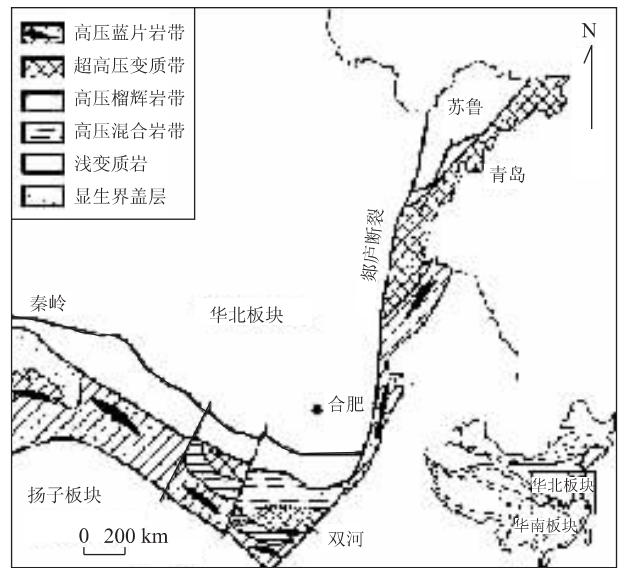 高压蓝片岩带
超高压变质带
高压榴辉岩带
高压混合岩带
浅变质岩
显生界盖层
N
苏鲁
青岛
郯庐断裂
秦岭
华北板块
合肥
扬子板块
0 200 km
双河
华北板块
华南板块